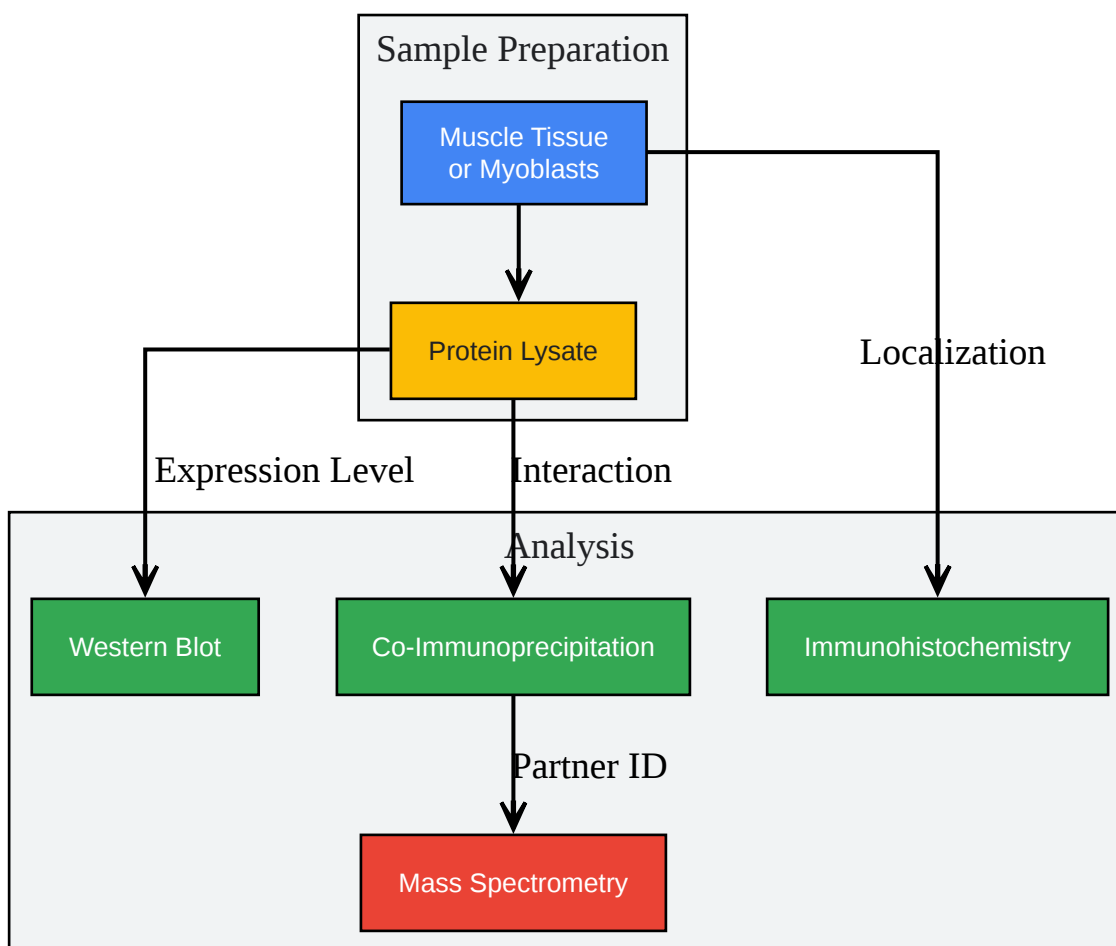 Sample Preparation
Muscle Tissue
or Myoblasts
Protein Lysate
Localization
Expression Level
Interaction
Analysis
Western Blot
Co-Immunoprecipitation
Immunohistochemistry
Partner ID
Mass Spectrometry